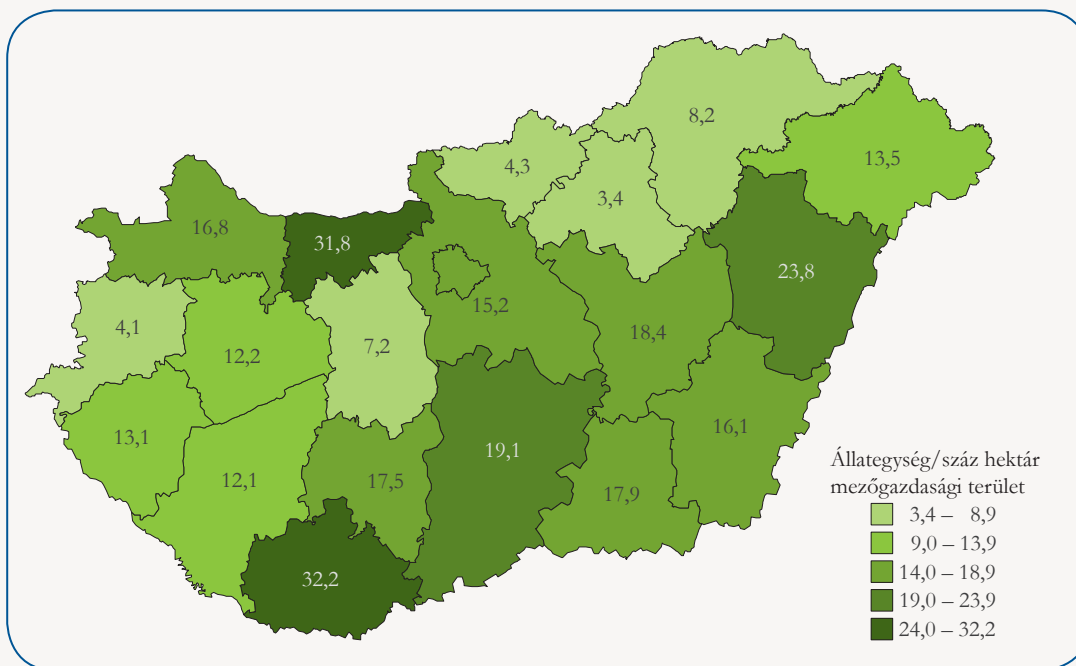 8,2
4,3
13,5
3,4
16,8
31,8
23,8
15,2
4,1
18,4
7,2
12,2
16,1
13,1
19,1
12,1
17,5
17,9
32,2
Állategység/száz hektár
mezőgazdasági terület
3,4 – 8,9
9,0 – 13,9
14,0 – 18,9
19,0 – 23,9
24,0 – 32,2